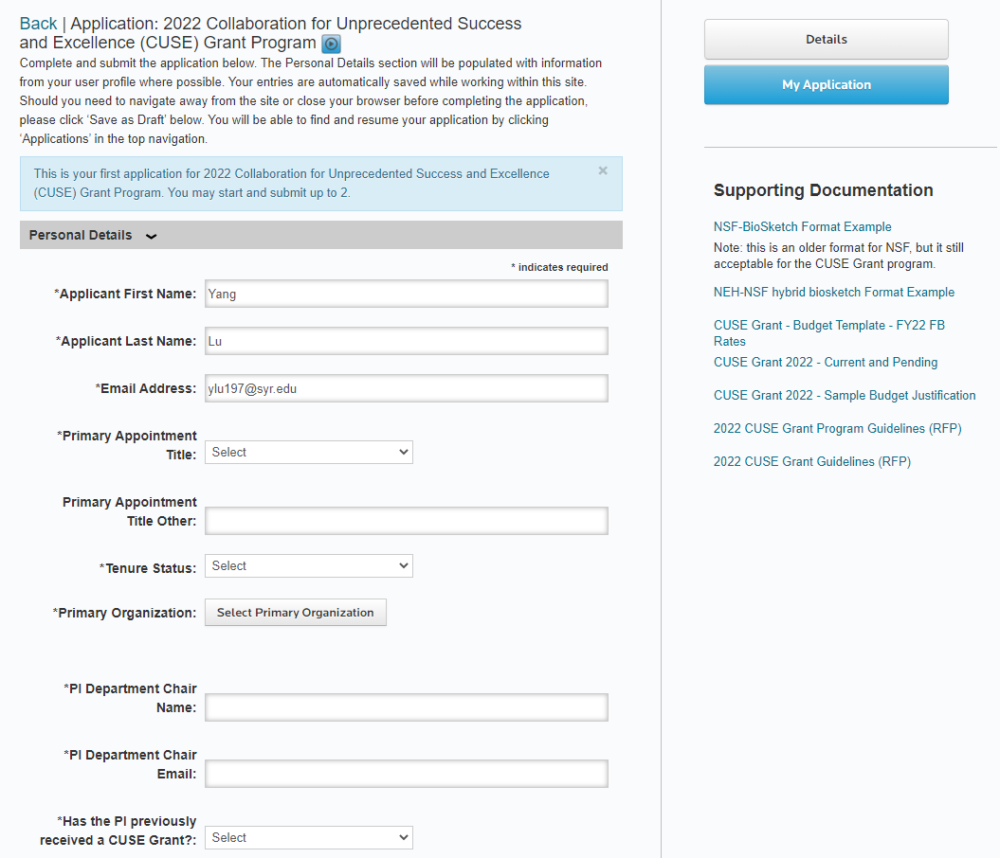 Back | Application: 2022 Collaboration for Unprecedented Success
and Excellence (CUSE) Grant Program
Complete and submit the application below. The Personal Details section will be populated with information
from your user profile where possible. Your entries are automatically saved while working within this site.
Should you need to navigate away from the site or close your browser before completing the application,
please click ‘Save as Draft’ below. You will be able to find and resume your application by clicking
‘Applications’ in the top navigation.
This is your first application for 2022 Collaboration for Unprecedented Success and Excellence
(CUSE) Grant Program. You may start and submit up to 2.
×
Personal Details
* indicates required
*Applicant First Name: Yang
*Applicant Last Name: Lu
*Email Address: ylu197@syr.edu
*Primary Appointment
Title: Select
Primary Appointment
Title Other:
*Tenure Status: Select
*Primary Organization: Select Primary Organization
*PI Department Chair
Name:
*PI Department Chair
Email:
*Has the PI previously
received a CUSE Grant?: Select
Details
My Application
Supporting Documentation
NSF-BioSketch Format Example
Note: this is an older format for NSF, but it still
acceptable for the CUSE Grant program.
NEH-NSF hybrid biosketch Format Example
CUSE Grant - Budget Template - FY22 FB
Rates
CUSE Grant 2022 - Current and Pending
CUSE Grant 2022 - Sample Budget Justification
2022 CUSE Grant Program Guidelines (RFP)
2022 CUSE Grant Guidelines (RFP)